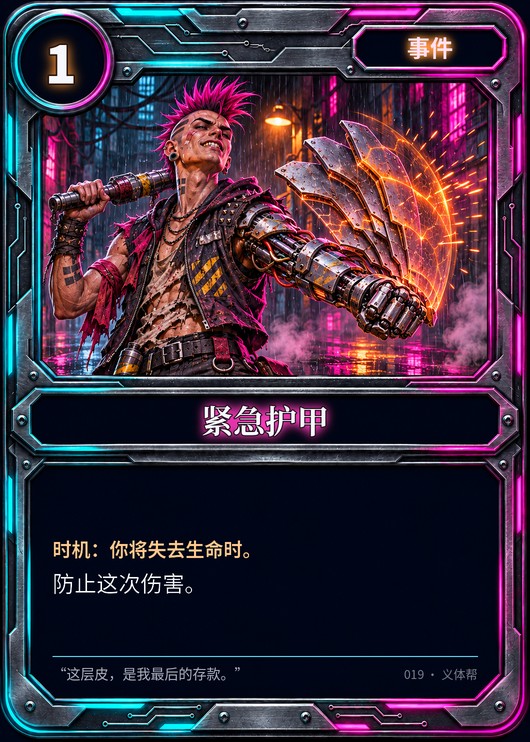 1
事件
紧急护甲
时机：你将失去生命时。
防止这次伤害。
“这层皮，是我最后的存款。”
019 · 义体帮